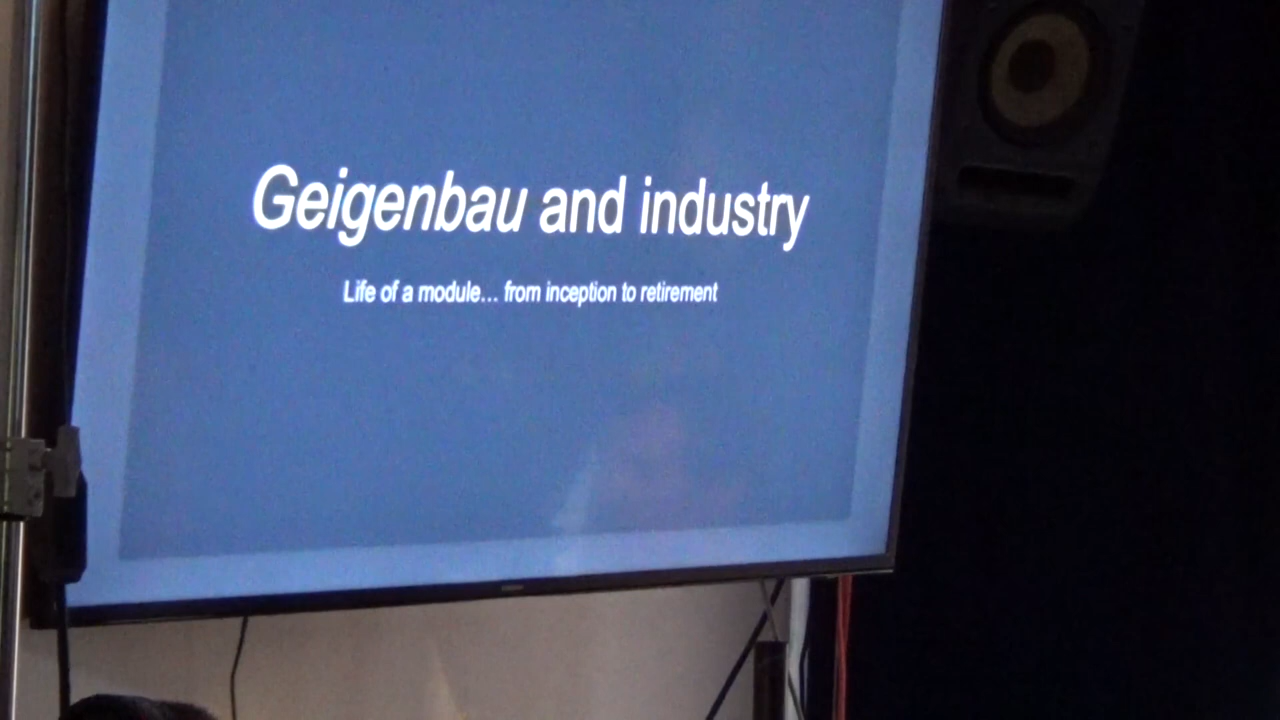 Geigenbau and industry
Life of a module... from inception to retirement